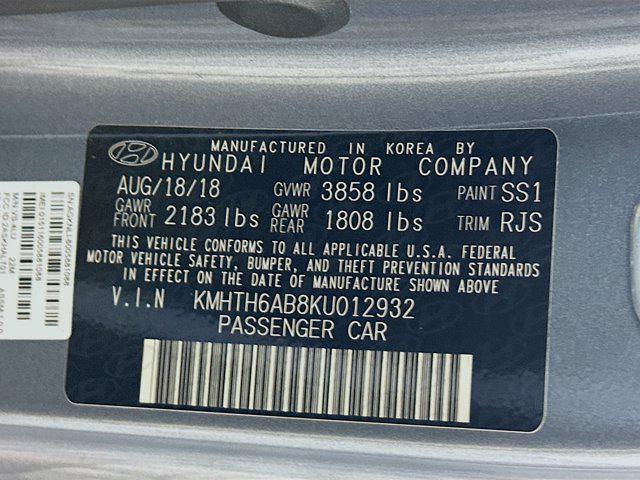 MANUFACTURED IN KOREA BY
HYUNDAI MOTOR COMPANY
AUG/18/18 GVWR 3858 lbs PAINT SS1
GAWR FRONT 2183 lbs GAWR REAR 1808 lbs TRIM RJS
THIS VEHICLE CONFORMS TO ALL APPLICABLE U.S.A. FEDERAL
MOTOR VEHICLE SAFETY, BUMPER, AND THEFT PREVENTION STANDARDS
IN EFFECT ON THE DATE OF MANUFACTURE SHOWN ABOVE.
V.I.N KMHTH6AB8KU012932
PASSENGER CAR